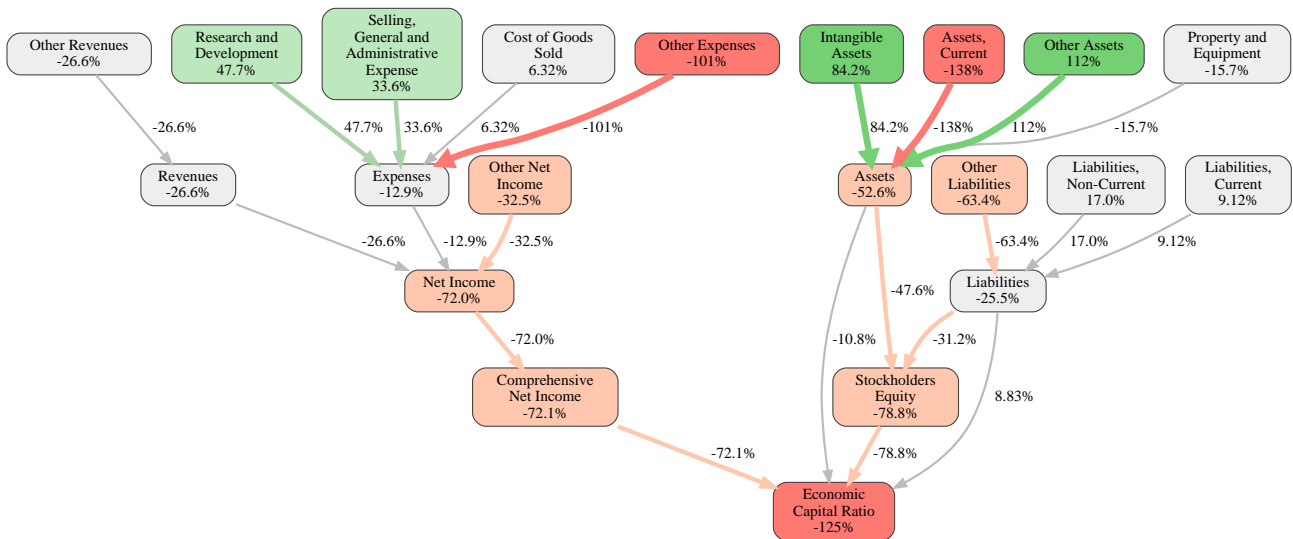 Other Revenues
-26.6%
Research and
Development
47.7%
Selling,
General and
Administrative
Expense
33.6%
Cost of Goods
Sold
6.32%
Other Expenses
-101%
Intangible
Assets
84.2%
Assets,
Current
-138%
Other Assets
112%
Property and
Equipment
-15.7%
-26.6%
47.7%
33.6%
6.32%
-101%
84.2%
-138%
112%
-15.7%
Revenues
-26.6%
Expenses
-12.9%
Other Net
Income
-32.5%
Assets
-52.6%
Other
Liabilities
-63.4%
Liabilities,
Non-Current
17.0%
Liabilities,
Current
9.12%
-26.6%
-12.9%
-32.5%
-63.4%
17.0%
9.12%
Net Income
-72.0%
-47.6%
Liabilities
-25.5%
-72.0%
-10.8%
-31.2%
Comprehensive
Net Income
-72.1%
Stockholders
Equity
-78.8%
8.83%
-72.1%
-78.8%
Economic
Capital Ratio
-125%